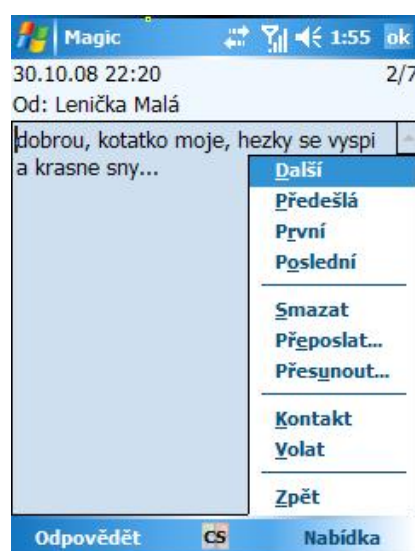 Magic 1:55 ok
30.10.08 22:20 2/7
Od: Lenička Malá
dobrou, kotatko moje, hezky se vyspi
a krasne sny...
Další
Předešlá
První
Poslední
Smazat
Přeposlat...
Přesunout...
Kontakt
Volat
Zpět
Odpovědět CS Nabídka